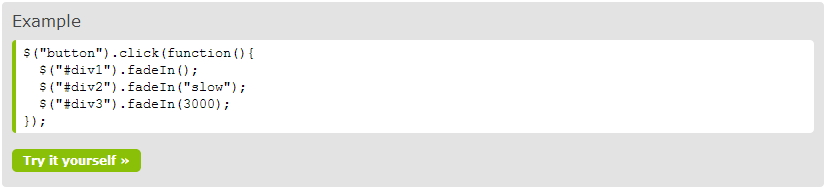 Example
$("button").click(function(){
  $("#div1").fadeIn();
  $("#div2").fadeIn("slow");
  $("#div3").fadeIn(3000);
});
Try it yourself »